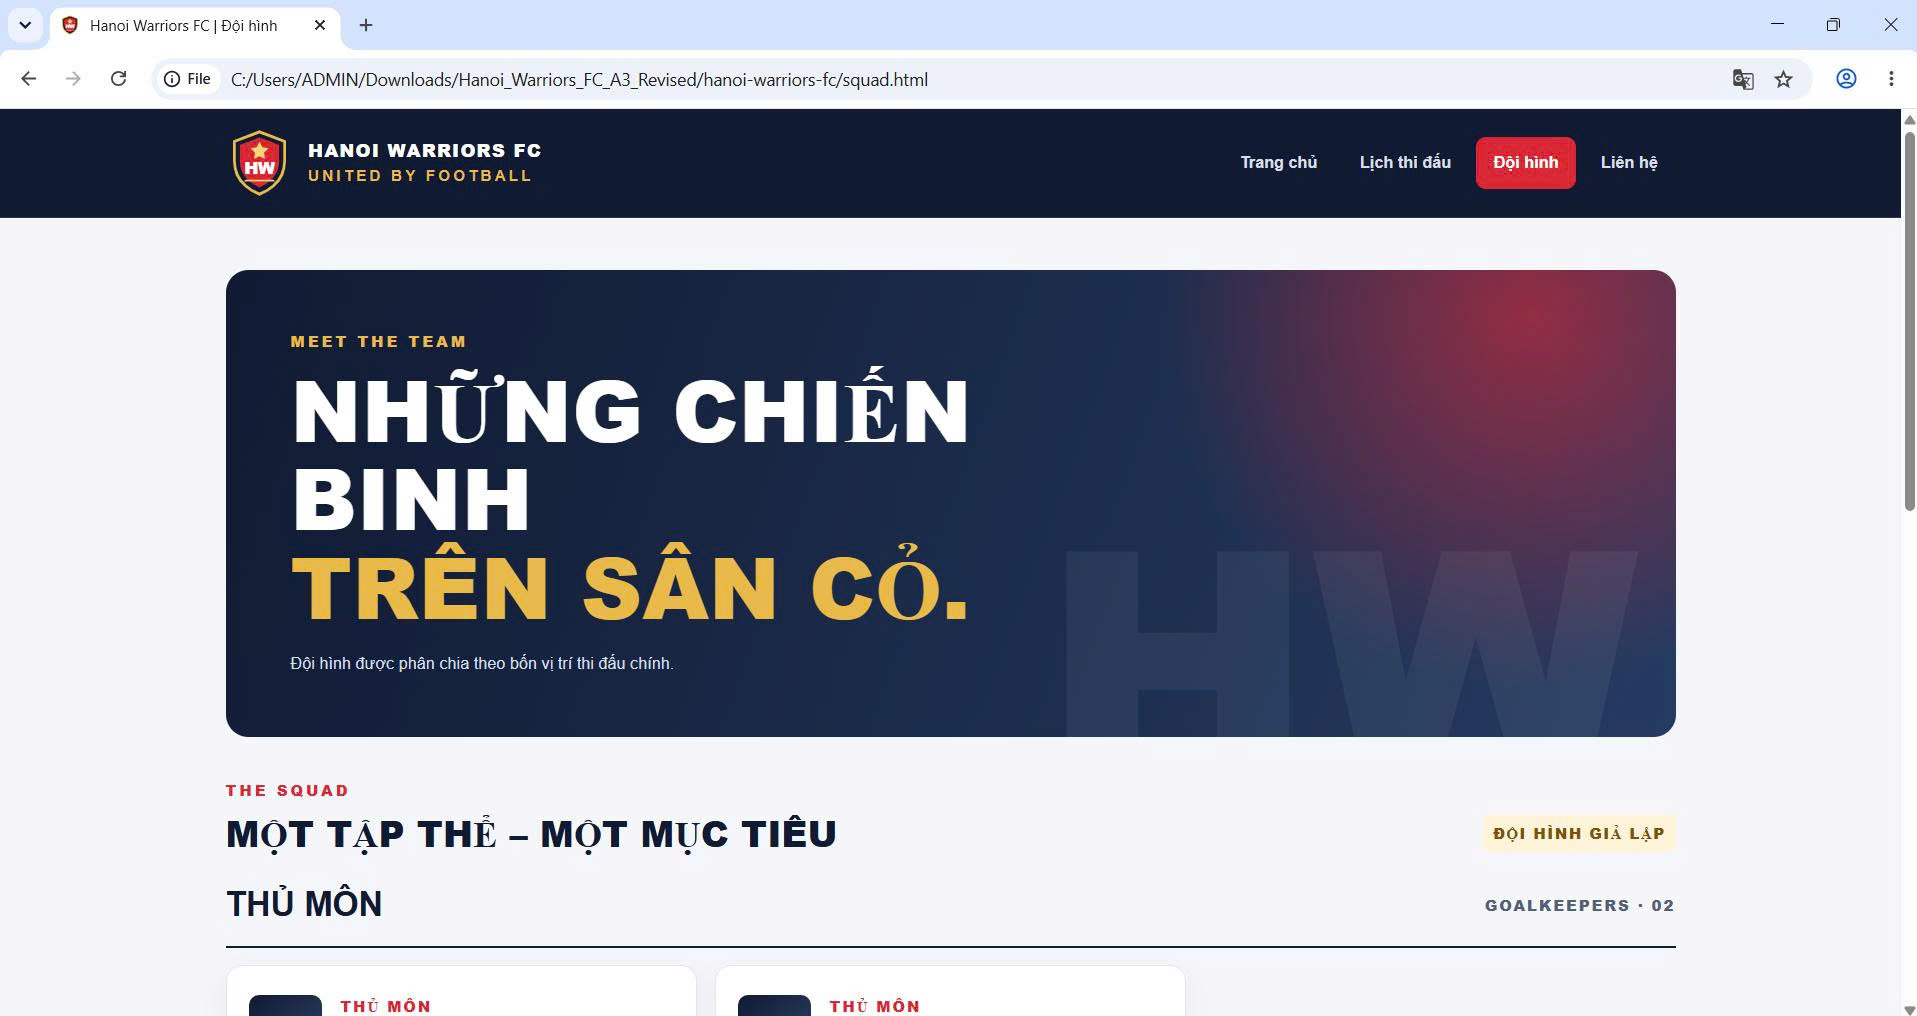 Hanoi Warriors FC | Đội hình
File
C:/Users/ADMIN/Downloads/Hanoi_Warriors_FC_A3_Revised/hanoi-warriors-fc/squad.html
HW
HANOI WARRIORS FC
UNITED BY FOOTBALL
Trang chủ
Lịch thi đấu
Đội hình
Liên hệ
MEET THE TEAM
NHỮNG CHIẾN
BINH
TRÊN SÂN CỎ.
Đội hình được phân chia theo bốn vị trí thi đấu chính.
HW
THE SQUAD
MỘT TẬP THỂ – MỘT MỤC TIÊU
ĐỘI HÌNH GIẢ LẬP
THỦ MÔN
GOALKEEPERS · 02
THỦ MÔN
THỦ MÔN